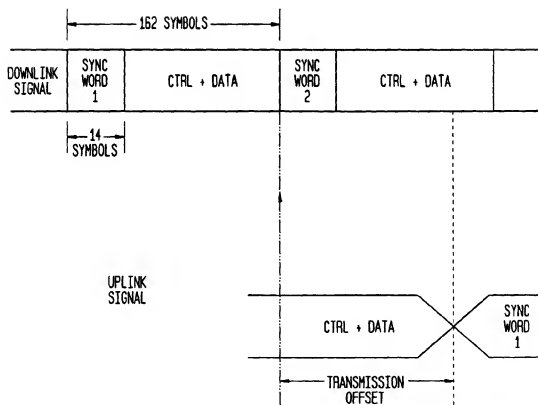 162 SYMBOLS
DOWNLINK
SIGNAL
SYNC
WORD
1
CTRL + DATA
SYNC
WORD
2
CTRL + DATA
14
SYMBOLS
UPLINK
SIGNAL
CTRL + DATA
SYNC
WORD
1
TRANSMISSION
OFFSET